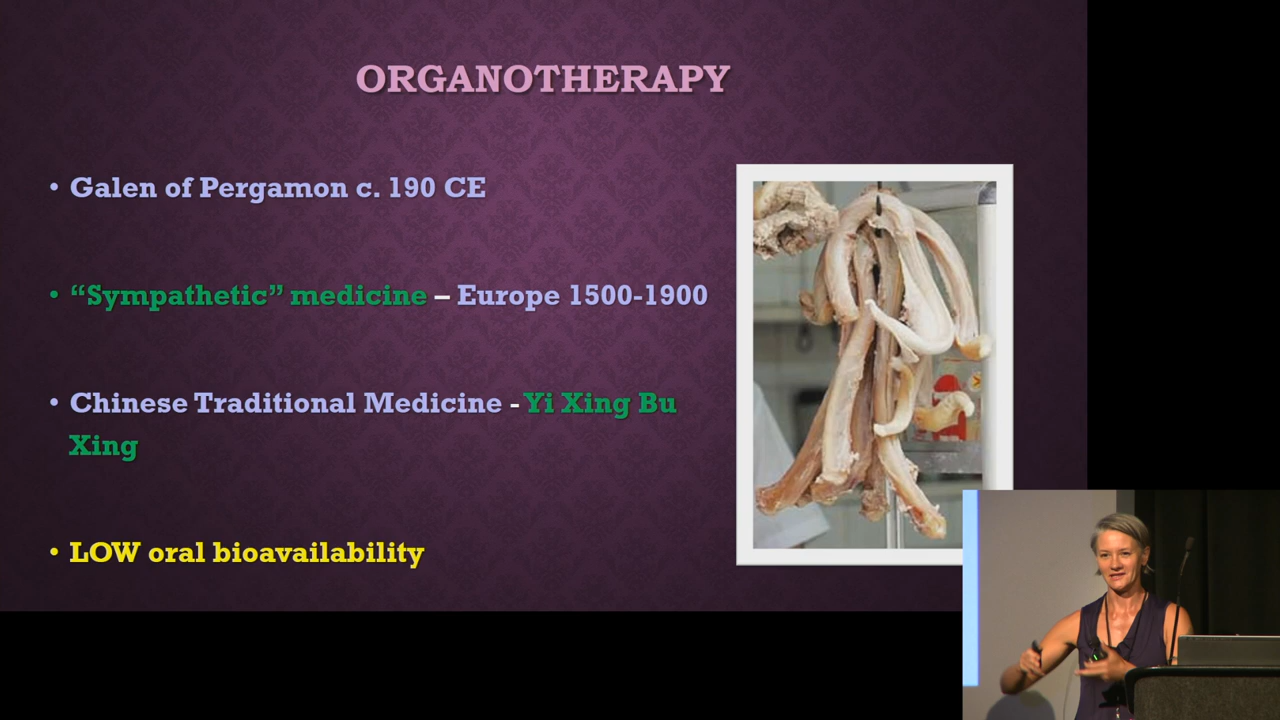 ORGANOTHERAPY
• Galen of Pergamon c. 190 CE
• “Sympathetic” medicine – Europe 1500-1900
• Chinese Traditional Medicine - Yi Xing Bu
Xing
• LOW oral bioavailability